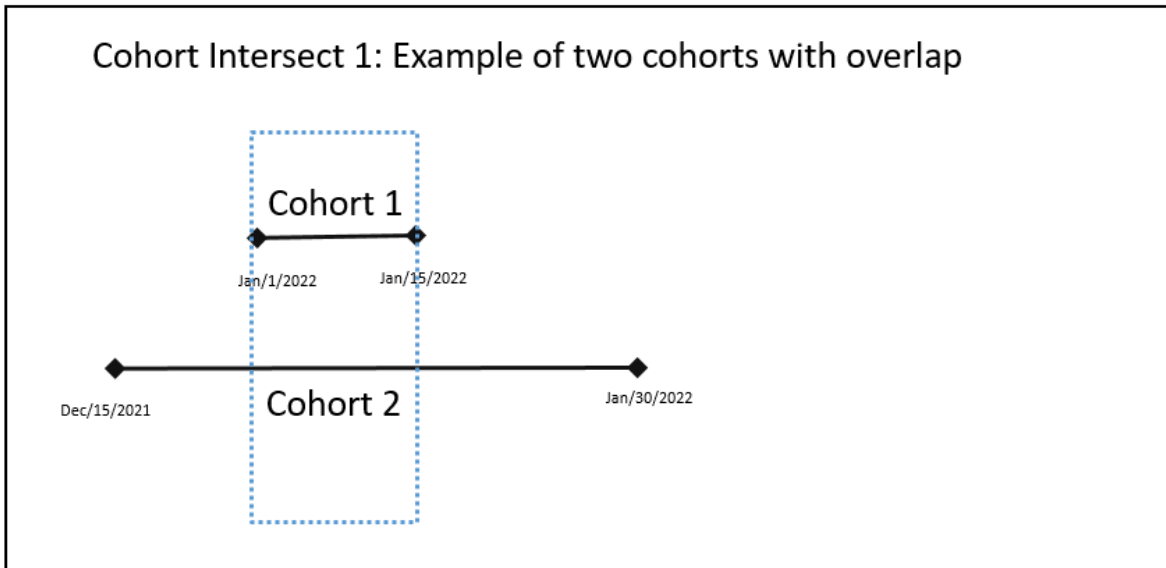 Cohort Intersect 1: Example of two cohorts with overlap
Cohort 1
Jan/1/2022
Jan/15/2022
Cohort 2
Dec/15/2021
Jan/30/2022